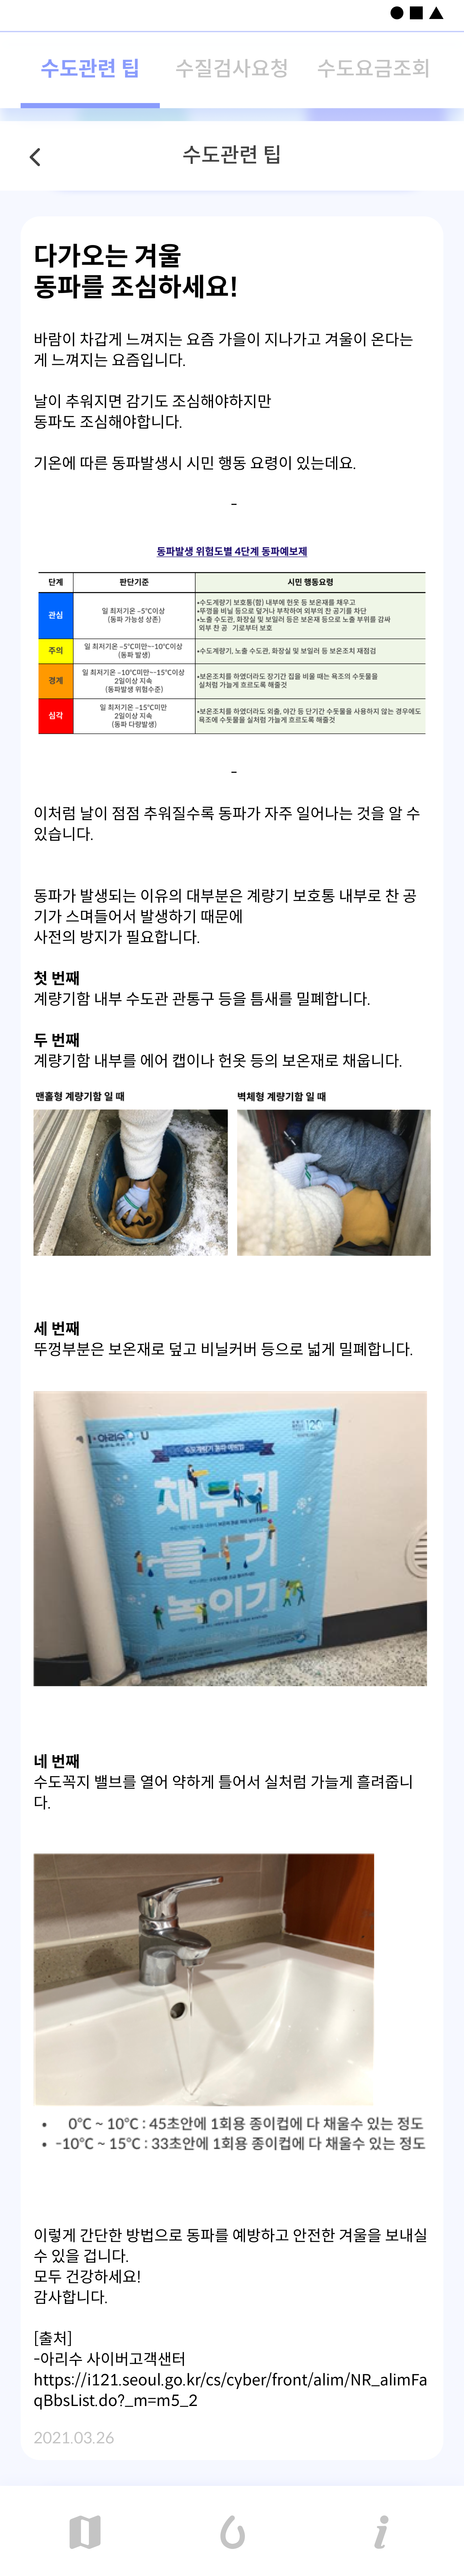 수도관련 팁 수질검사요청 수도요금조회
수도관련 팁
다가오는 겨울
동파를 조심하세요!
바람이 차갑게 느껴지는 요즘 가을이 지나가고 겨울이 온다는
게 느껴지는 요즘입니다.
날이 추워지면 감기도 조심해야하지만
동파도 조심해야합니다.
기온에 따른 동파발생시 시민 행동 요령이 있는데요.
–
동파발생 위험도별 4단계 동파예보제
단계 판단기준 시민 행동요령
관심
일 최저기온 -5℃이상
(동파 가능성 상존)
•수도계량기 보호통(함) 내부에 헌옷 등 보온재를 채우고
•뚜껑을 비닐 등으로 덮거나 부착하여 외부의 찬 공기를 차단
•노출 수도관, 화장실 및 보일러 등은 보온재 등으로 노출 부위를 감싸
외부 찬 공 기로부터 보호
주의
일 최저기온 -5℃미만~-10℃이상
(동파 발생)
•수도계량기, 노출 수도관, 화장실 및 보일러 등 보온조치 재점검
경계
일 최저기온 -10℃미만~-15℃이상
2일이상 지속
(동파발생 위험수준)
•보온조치를 하였더라도 장기간 집을 비울 때는 욕조의 수돗물을
실처럼 가늘게 흐르도록 해줄것
심각
일 최저기온 -15℃미만
2일이상 지속
(동파 다량발생)
•보온조치를 하였더라도 외출, 야간 등 단기간 수돗물을 사용하지 않는 경우에도
욕조에 수돗물을 실처럼 가늘게 흐르도록 해줄것
–
이처럼 날이 점점 추워질수록 동파가 자주 일어나는 것을 알 수
있습니다.
동파가 발생되는 이유의 대부분은 계량기 보호통 내부로 찬 공
기가 스며들어서 발생하기 때문에
사전의 방지가 필요합니다.
첫 번째
계량기함 내부 수도관 관통구 등을 틈새를 밀폐합니다.
두 번째
계량기함 내부를 에어 캡이나 헌옷 등의 보온재로 채웁니다.
맨홀형 계량기함 일 때 벽체형 계량기함 일 때
세 번째
뚜껑부분은 보온재로 덮고 비닐커버 등으로 넓게 밀폐합니다.
아리수
수도계량기 동파 예방법
채우기
틀기
녹이기
네 번째
수도꼭지 밸브를 열어 약하게 틀어서 실처럼 가늘게 흘려줍니
다.
• 0℃ ~ 10℃ : 45초안에 1회용 종이컵에 다 채울수 있는 정도
• -10℃ ~ 15℃ : 33초안에 1회용 종이컵에 다 채울수 있는 정도
이렇게 간단한 방법으로 동파를 예방하고 안전한 겨울을 보내실
수 있을 겁니다.
모두 건강하세요!
감사합니다.
[출처]
-아리수 사이버고객샌터
https://i121.seoul.go.kr/cs/cyber/front/alim/NR_alimFa
qBbsList.do?_m=m5_2
2021.03.26